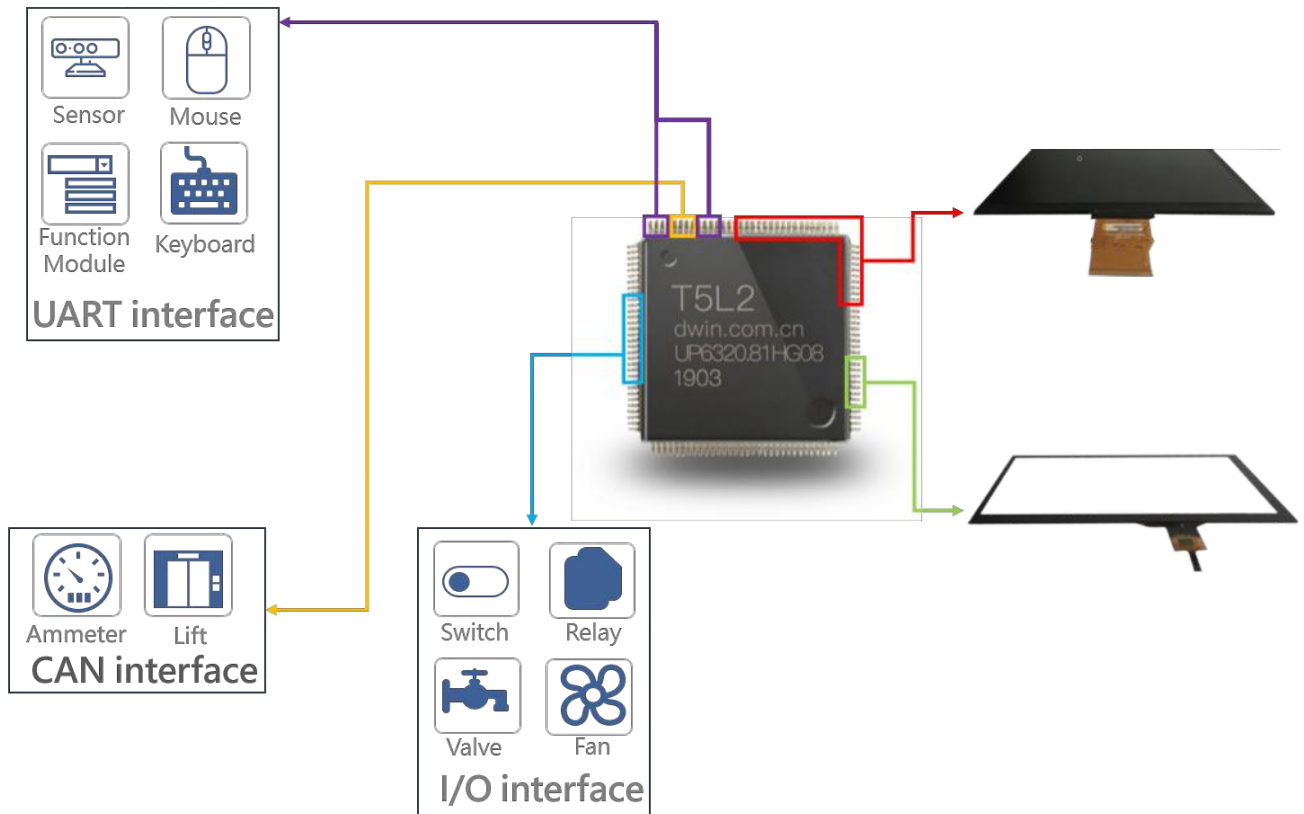 Sensor
Mouse
Function
Module
Keyboard
UART interface
T5L2
dwin.com.cn
UP6320.81HG08
1903
Ammeter
Lift
CAN interface
Switch
Relay
Valve
Fan
I/O interface